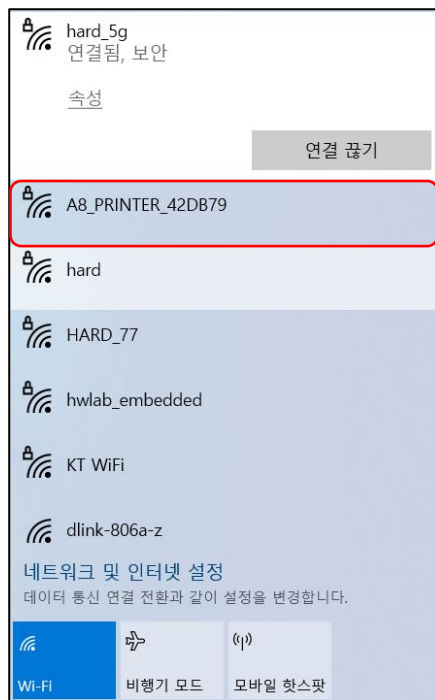 hard_5g
연결됨, 보안
속성
연결 끊기
A8_PRINTER_42DB79
hard
HARD_77
hwlab_embedded
KT WiFi
dlink-806a-z
네트워크 및 인터넷 설정
데이터 통신 연결 전환과 같이 설정을 변경합니다.
Wi-Fi
비행기 모드
모바일 핫스팟